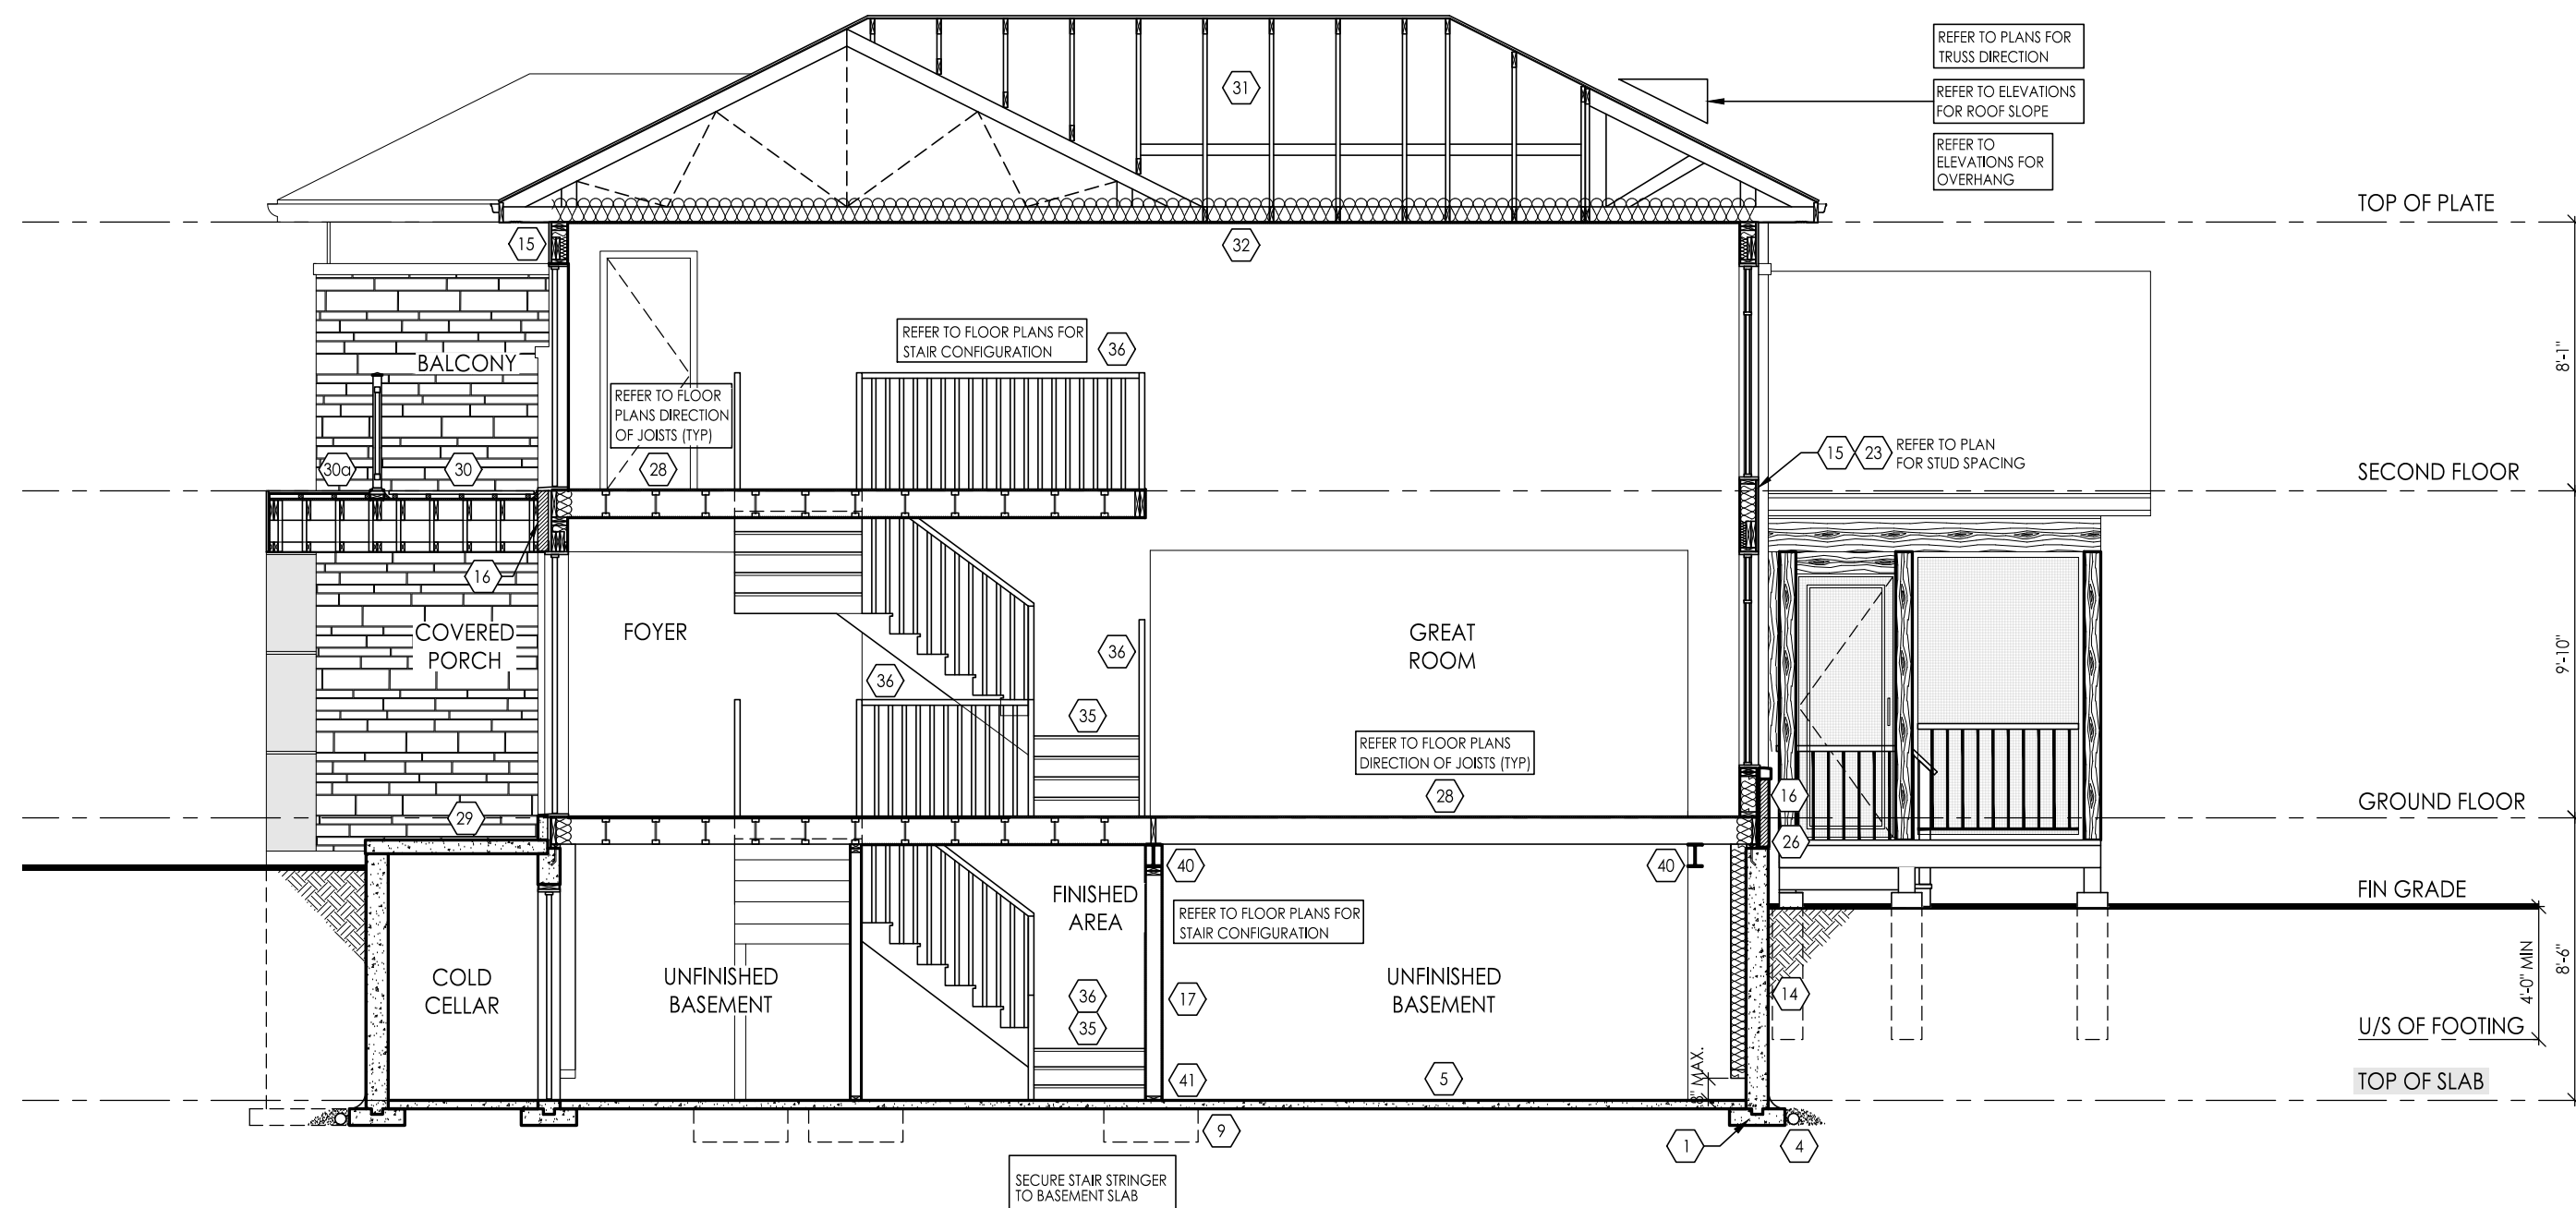 REFER TO PLANS FOR
TRUSS DIRECTION
31
REFER TO ELEVATIONS
FOR ROOF SLOPE
REFER TO
ELEVATIONS FOR
OVERHANG
TOP OF PLATE
15
32
8'-1"
REFER TO FLOOR PLANS FOR
STAIR CONFIGURATION
36
BALCONY
REFER TO FLOOR
PLANS DIRECTION
OF JOISTS (TYP)
30a
30
28
15
23
REFER TO PLAN
FOR STUD SPACING
SECOND FLOOR
16
COVERED
PORCH
FOYER
36
GREAT
ROOM
9'-10"
36
35
REFER TO FLOOR PLANS
DIRECTION OF JOISTS (TYP)
28
16
29
GROUND FLOOR
26
40
40
FINISHED
AREA
FIN GRADE
REFER TO FLOOR PLANS FOR
STAIR CONFIGURATION
COLD
CELLAR
UNFINISHED
BASEMENT
36
35
17
UNFINISHED
BASEMENT
14
4'-0" MIN
8'-6"
U/S OF FOOTING
41
5
8" MAX.
TOP OF SLAB
9
1
4
SECURE STAIR STRINGER
TO BASEMENT SLAB